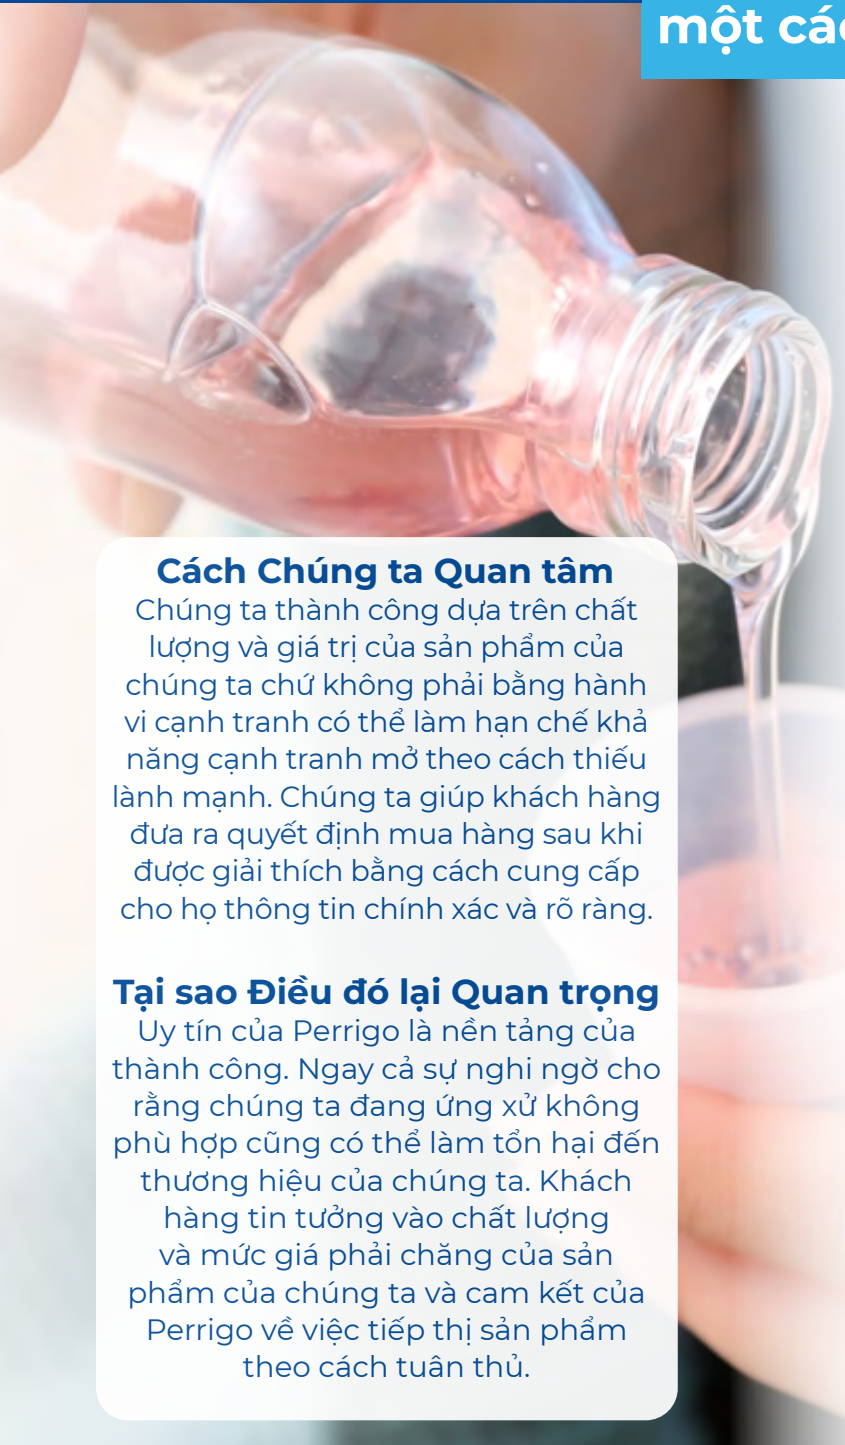 một
Cách Chúng ta Quan tâm
Chúng ta thành công dựa trên chất
lượng và giá trị của sản phẩm của
chúng ta chứ không phải bằng hành
vi cạnh tranh có thể làm hạn chế khả
năng cạnh tranh mở theo cách thiếu
lành mạnh. Chúng ta giúp khách hàng
đưa ra quyết định mua hàng sau khi
được giải thích bằng cách cung cấp
cho họ thông tin chính xác và rõ ràng.
Tại sao Điều đó lại Quan trọng
Uy tín của Perrigo là nền tảng của
thành công. Ngay cả sự nghi ngờ cho
rằng chúng ta đang ứng xử không
phù hợp cũng có thể làm tổn hại đến
thương hiệu của chúng ta. Khách
hàng tin tưởng vào chất lượng
và mức giá phải chăng của sản
phẩm của chúng ta và cam kết của
Perrigo về việc tiếp thị sản phẩm
theo cách tuân thủ.